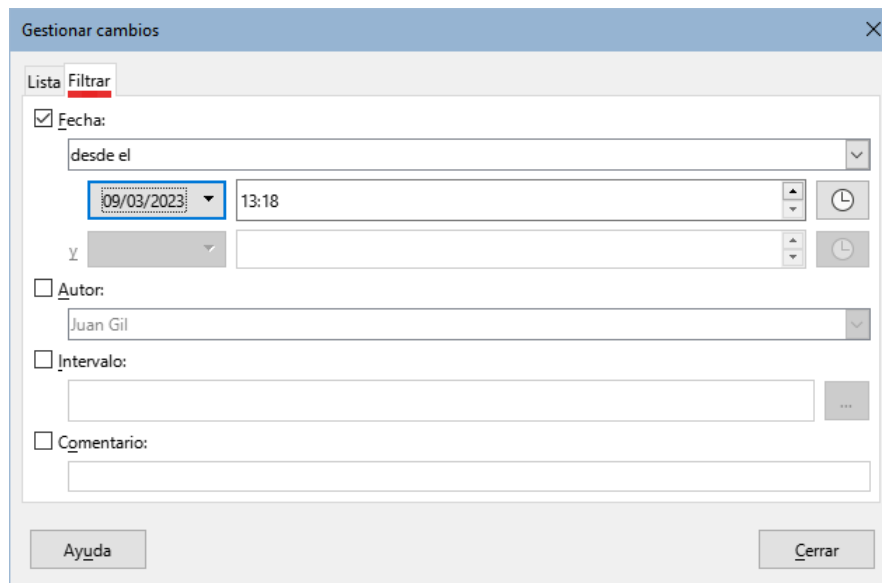 Gestionar cambios
Lista Filtrar
Fecha:
desde el
09/03/2023 13:18
y
Autor:
Juan Gil
Intervalo:
...
Comentario:
Ayuda Cerrar